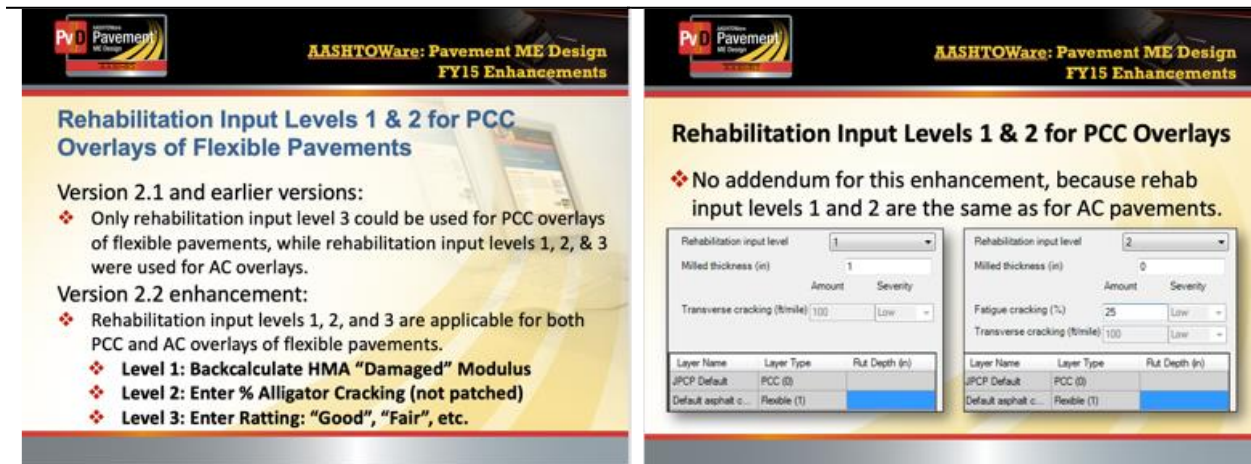 AASHTOWare
Pavement
ME Design
AASHTOWare: Pavement ME Design
FY15 Enhancements
Rehabilitation Input Levels 1 & 2 for PCC
Overlays of Flexible Pavements
Version 2.1 and earlier versions:
Only rehabilitation input level 3 could be used for PCC overlays
of flexible pavements, while rehabilitation input levels 1, 2, & 3
were used for AC overlays.
Version 2.2 enhancement:
Rehabilitation input levels 1, 2, and 3 are applicable for both
PCC and AC overlays of flexible pavements.
Level 1: Backcalculate HMA “Damaged” Modulus
Level 2: Enter % Alligator Cracking (not patched)
Level 3: Enter Ratting: “Good”, “Fair”, etc.
AASHTOWare
Pavement
ME Design
AASHTOWare: Pavement ME Design
FY15 Enhancements
Rehabilitation Input Levels 1 & 2 for PCC Overlays
No addendum for this enhancement, because rehab
input levels 1 and 2 are the same as for AC pavements.
Rehabilitation input level 1
Milled thickness (in) 1
Amount Severity
Transverse cracking (ft/mile) 100 Low
Layer Name Layer Type Rut Depth (in)
JPCP Default PCC (0)
Default asphalt c... Flexible (1)
Rehabilitation input level 2
Milled thickness (in) 0
Amount Severity
Fatigue cracking (%) 25 Low
Transverse cracking (ft/mile) 100 Low
Layer Name Layer Type Rut Depth (in)
JPCP Default PCC (0)
Default asphalt c... Flexible (1)